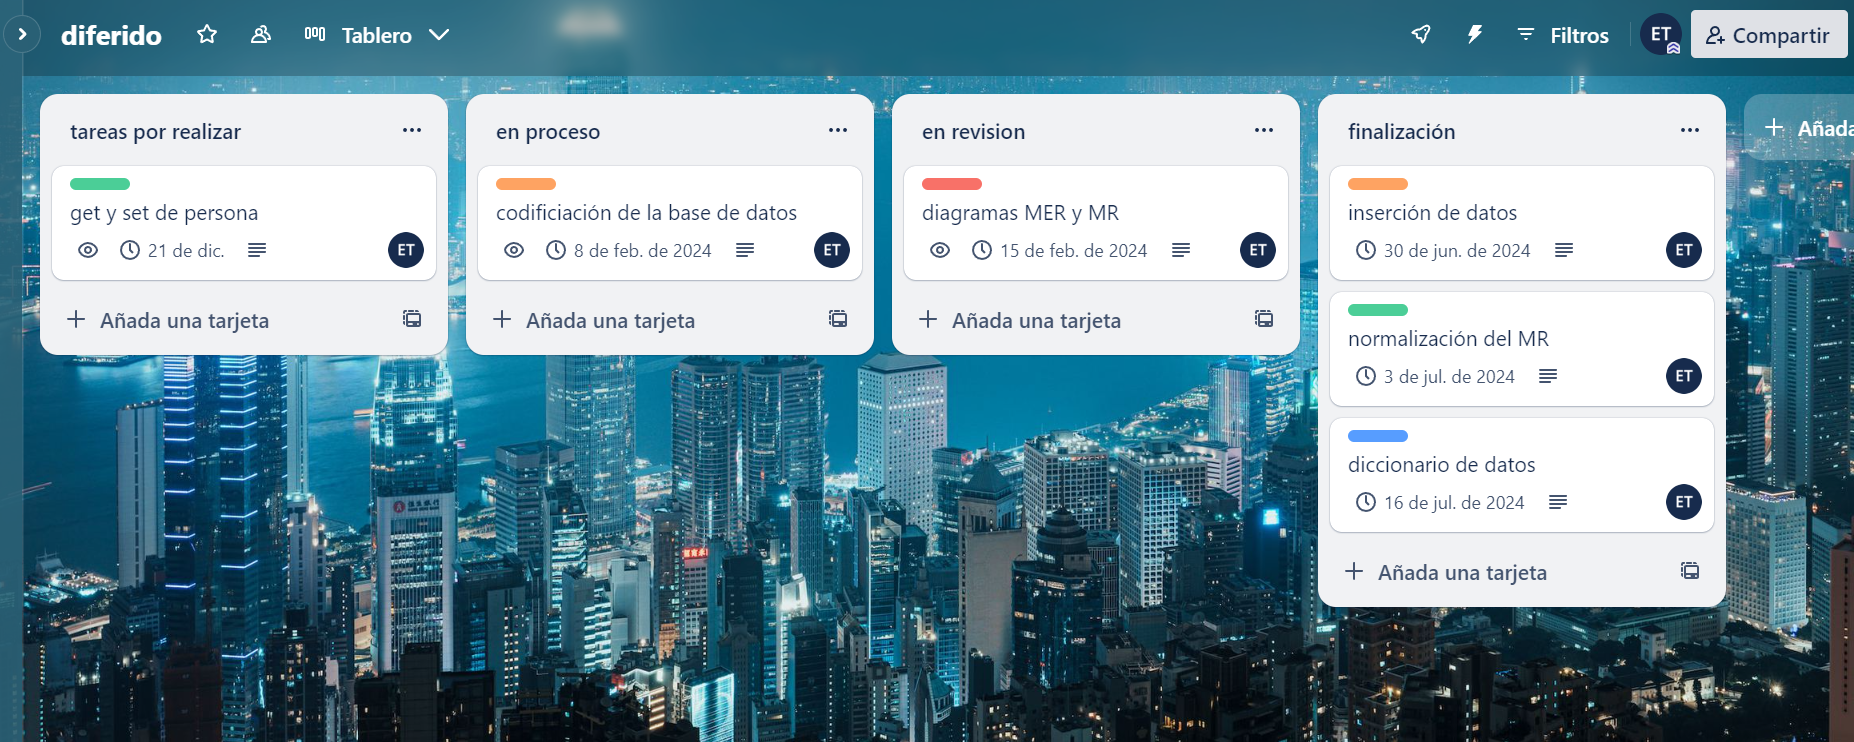 diferido
Tablero
Filtros
ET
Compartir
tareas por realizar
get y set de persona
21 de dic.
ET
Añada una tarjeta
en proceso
codificiación de la base de datos
8 de feb. de 2024
ET
Añada una tarjeta
en revision
diagramas MER y MR
15 de feb. de 2024
ET
Añada una tarjeta
finalización
inserción de datos
30 de jun. de 2024
ET
normalización del MR
3 de jul. de 2024
ET
diccionario de datos
16 de jul. de 2024
ET
Añada una tarjeta
Añada